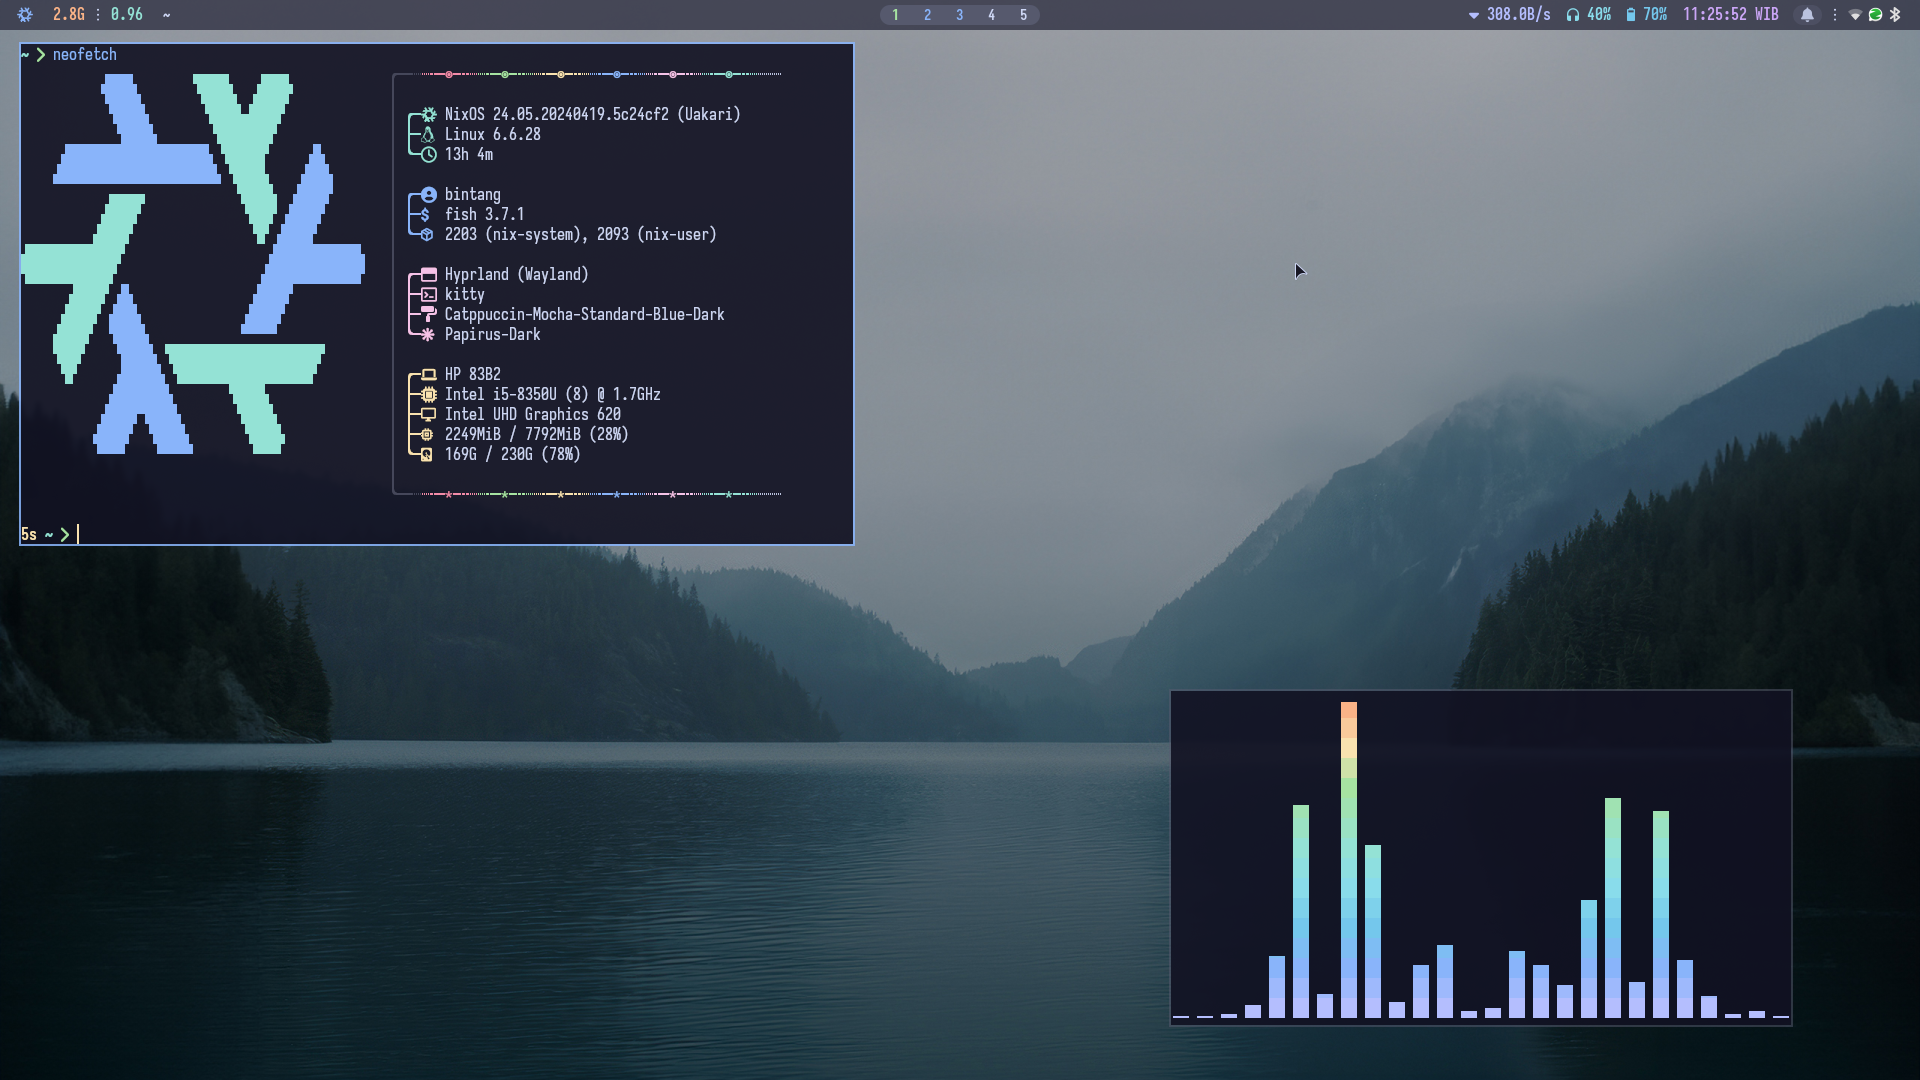 2.8G ⋮ 0.96 ~
1 2 3 4 5
308.0B/s 40% 70% 11:25:52 WIB
~ > neofetch
NixOS 24.05.20240419.5c24cf2 (Uakari)
Linux 6.6.28
13h 4m
bintang
fish 3.7.1
2203 (nix-system), 2093 (nix-user)
Hyprland (Wayland)
kitty
Catppuccin-Mocha-Standard-Blue-Dark
Papirus-Dark
HP 83B2
Intel i5-8350U (8) @ 1.7GHz
Intel UHD Graphics 620
2249MiB / 7792MiB (28%)
169G / 230G (78%)
5s ~ >